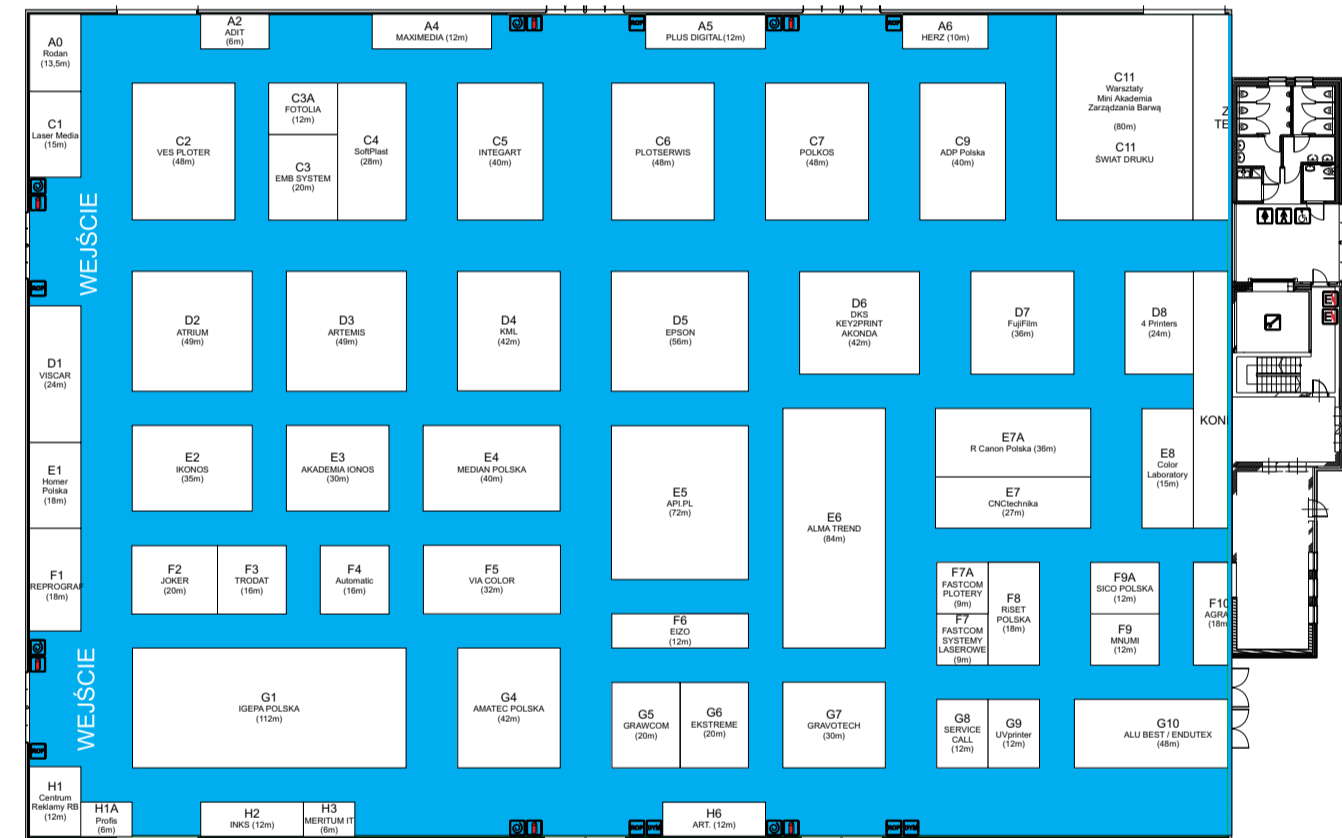 A0
Rodan
(13,5m)
A2
ADIT
(6m)
A4
MAXIMEDIA (12m)
A5
PLUS DIGITAL(12m)
A6
HERZ (10m)
C1
Laser Media
(15m)
C2
VES PLOTER
(48m)
C3A
FOTOLIA
(12m)
C3
EMB SYSTEM
(20m)
C4
SoftPlast
(28m)
C5
INTEGART
(40m)
C6
PLOTSERWIS
(48m)
C7
POLKOS
(48m)
C9
ADP Polska
(40m)
C11
Warsztaty
Mini Akademia
Zarządzania Barwą
(80m)
C11
ŚWIAT DRUKU
Z
TE
WEJŚCIE
D1
VISCAR
(24m)
D2
ATRIUM
(49m)
D3
ARTEMIS
(49m)
D4
KML
(42m)
D5
EPSON
(56m)
D6
DKS
KEY2PRINT
AKONDA
(42m)
D7
FujiFilm
(36m)
D8
4 Printers
(24m)
KON
E1
Homer
Polska
(18m)
E2
IKONOS
(35m)
E3
AKADEMIA IONOS
(30m)
E4
MEDIAN POLSKA
(40m)
E5
API.PL
(72m)
E6
ALMA TREND
(84m)
E7A
R Canon Polska (36m)
E7
CNCtechnika
(27m)
E8
Color
Laboratory
(15m)
F1
REPROGRAF
(18m)
F2
JOKER
(20m)
F3
TRODAT
(16m)
F4
Automatic
(16m)
F5
VIA COLOR
(32m)
F6
EIZO
(12m)
F7A
FASTCOM
PLOTERY
(9m)
F7
FASTCOM
SYSTEMY
LASEROWE
(9m)
F8
RiSET
POLSKA
(18m)
F9A
SICO POLSKA
(12m)
F9
MNUMI
(12m)
F10
AGRA
(18m
WEJŚCIE
G1
IGEPA POLSKA
(112m)
G4
AMATEC POLSKA
(42m)
G5
GRAWCOM
(20m)
G6
EKSTREME
(20m)
G7
GRAVOTECH
(30m)
G8
SERVICE
CALL
(12m)
G9
UVprinter
(12m)
G10
ALU BEST / ENDUTEX
(48m)
H1
Centrum
Reklamy RB
(12m)
H1A
Profis
(6m)
H2
INKS (12m)
H3
MERITUM IT
(6m)
H6
ART. (12m)